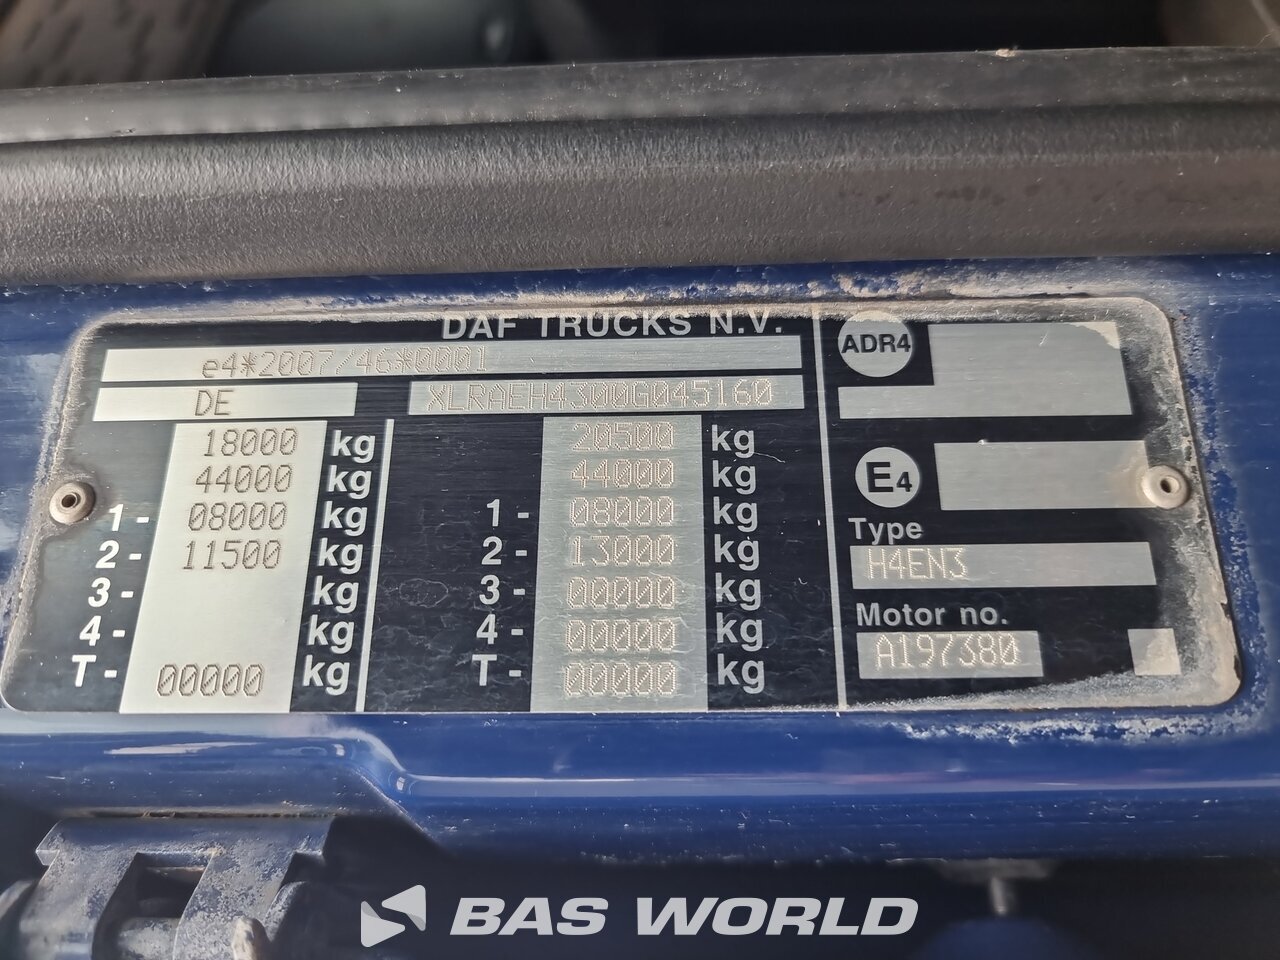 DAF TRUCKS N.V.
e4*2007/46*0001
DE XLRAEH4300G045160
18000 kg 20500 kg
44000 kg 44000 kg
1- 08000 kg 1- 08000 kg
2- 11500 kg 2- 13000 kg
3- kg 3- 00000 kg
4- kg 4- 00000 kg
T- 00000 kg T- 00000 kg
ADR4
E4
Type
H4EN3
Motor no.
A197380
BAS WORLD